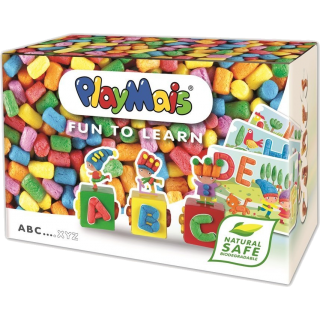 PlayMais
FUN TO LEARN
DE
A B C
ABC....XYZ
NATURAL
SAFE
BIODEGRADABLE